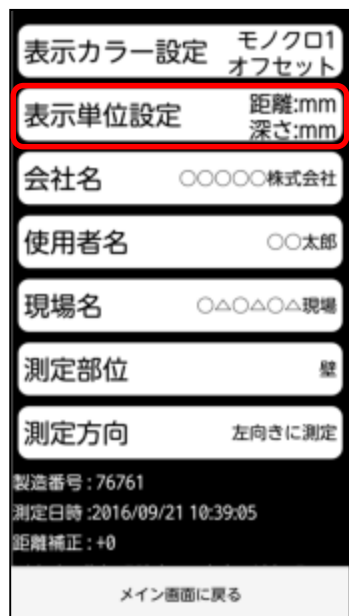 表示カラー設定 モノクロ1
オフセット
表示単位設定 距離:mm
深さ:mm
会社名 ○○○○○株式会社
使用者名 ○○太郎
現場名 ○△○△○△現場
測定部位 壁
測定方向 左向きに測定
製造番号 : 76761
測定日時 :2016/09/21 10:39:05
距離補正 : +0
メイン画面に戻る